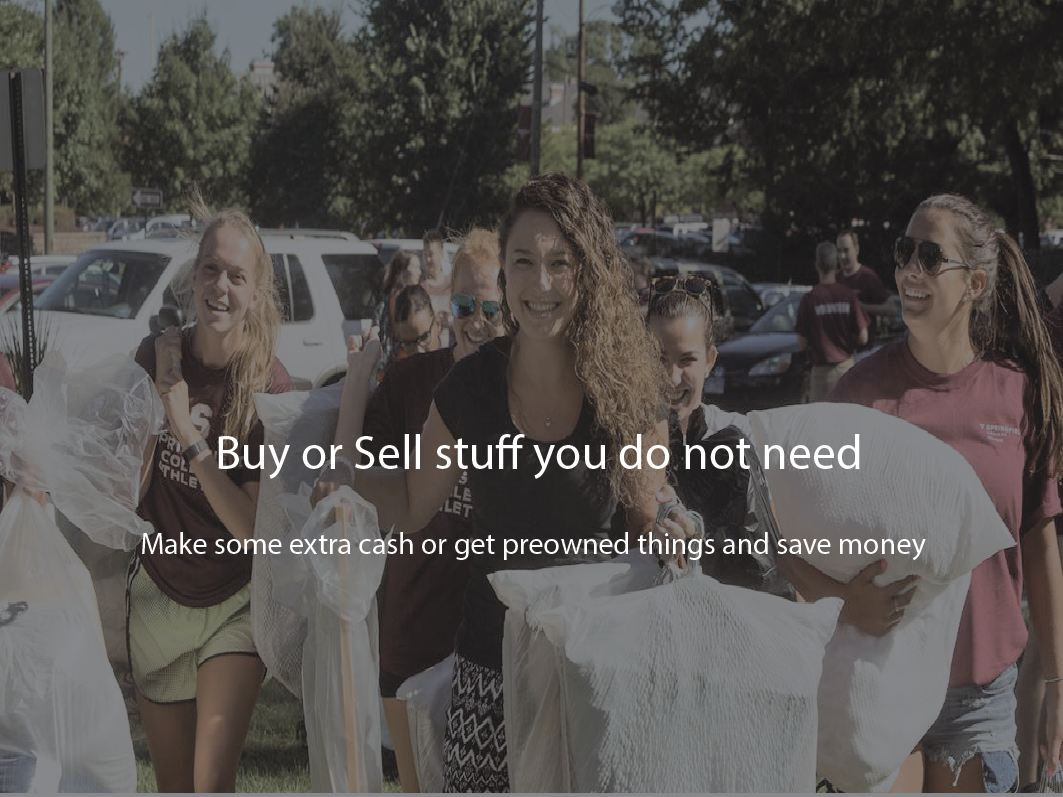 Buy or Sell stuff you do not need
Make some extra cash or get preowned things and save money